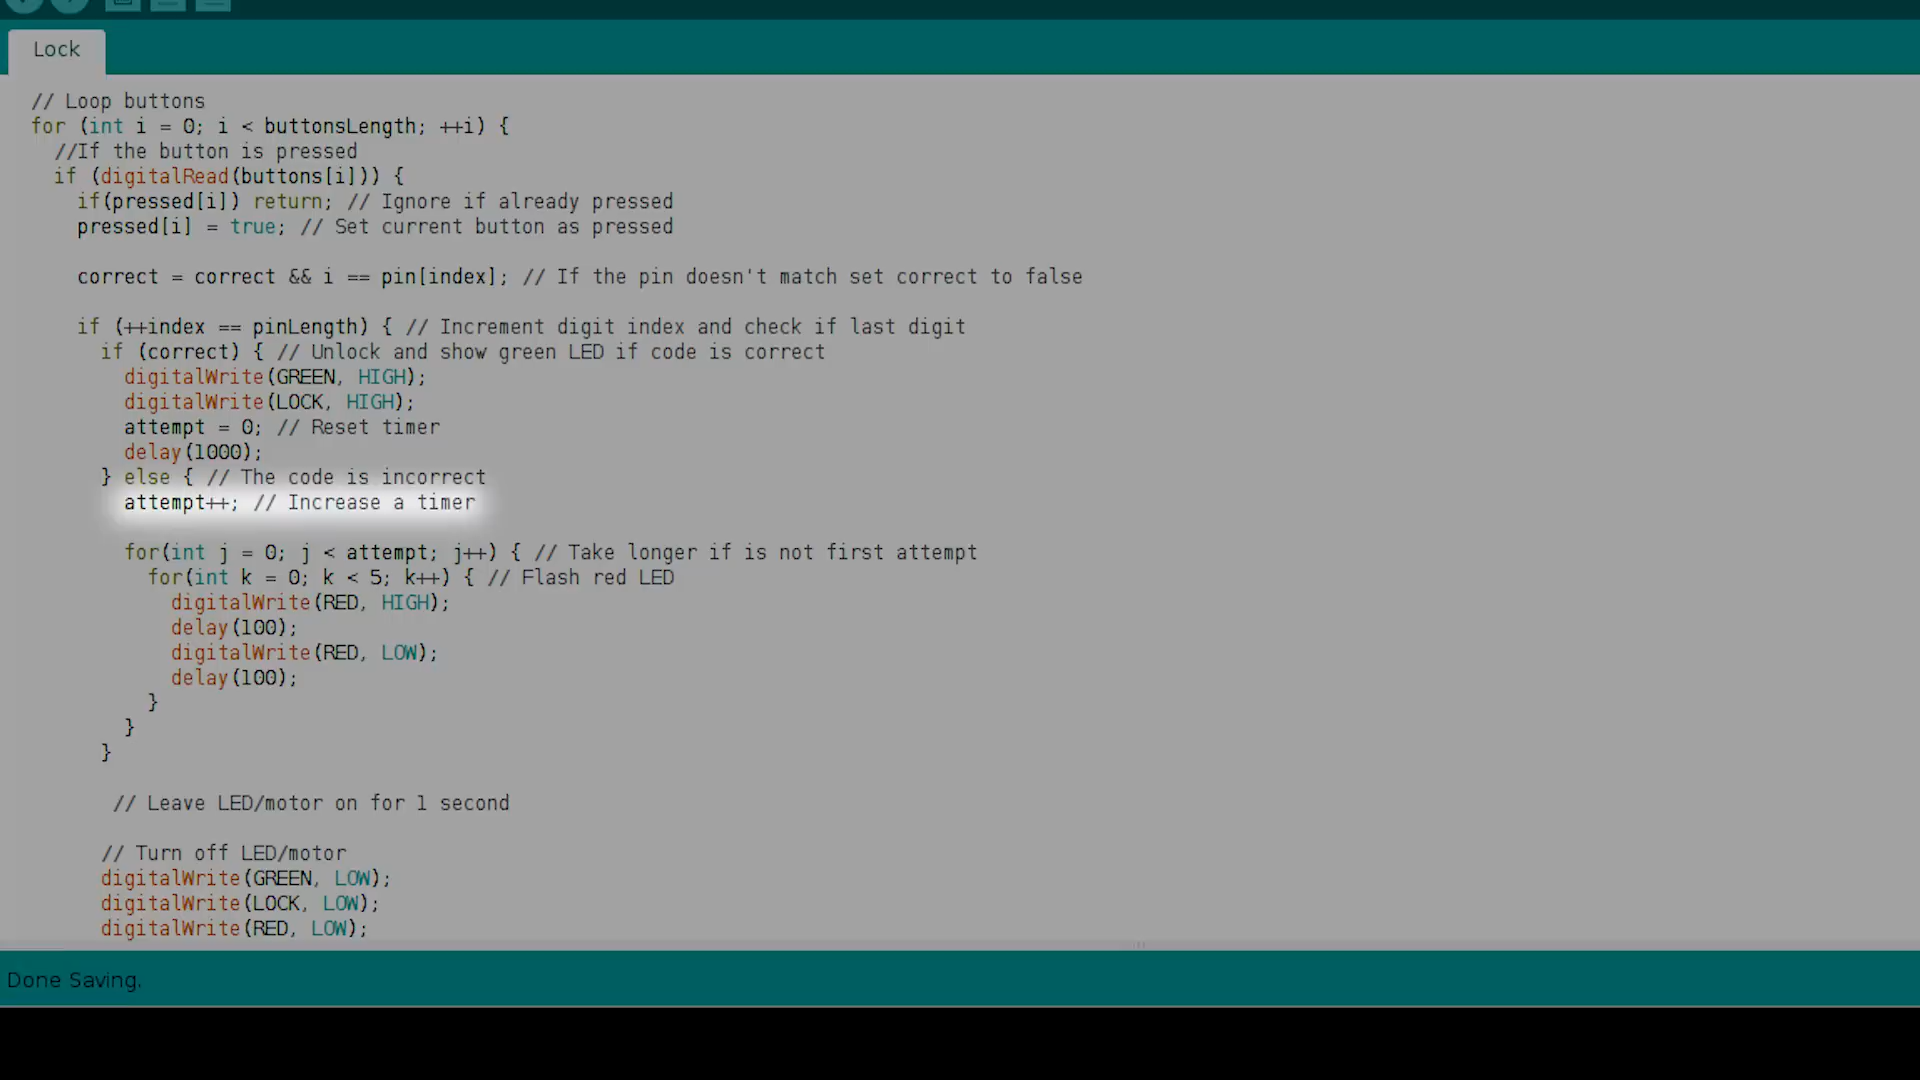 Lock
// Loop buttons
for (int i = 0; i < buttonsLength; ++i) {
//If the button is pressed
if (digitalRead(buttons[i])) {
if(pressed[i]) return; // Ignore if already pressed
pressed[i] = true; // Set current button as pressed
correct = correct && i == pin[index]; // If the pin doesn't match set correct to false
if (++index == pinLength) { // Increment digit index and check if last digit
if (correct) { // Unlock and show green LED if code is correct
digitalWrite(GREEN, HIGH);
digitalWrite(LOCK, HIGH);
attempt = 0; // Reset timer
delay(1000);
} else { // The code is incorrect
attempt++; // Increase a timer
for(int j = 0; j < attempt; j++) { // Take longer if is not first attempt
for(int k = 0; k < 5; k++) { // Flash red LED
digitalWrite(RED, HIGH);
delay(100);
digitalWrite(RED, LOW);
delay(100);
}
}
}
// Leave LED/motor on for 1 second
// Turn off LED/motor
digitalWrite(GREEN, LOW);
digitalWrite(LOCK, LOW);
digitalWrite(RED, LOW);
Done Saving.